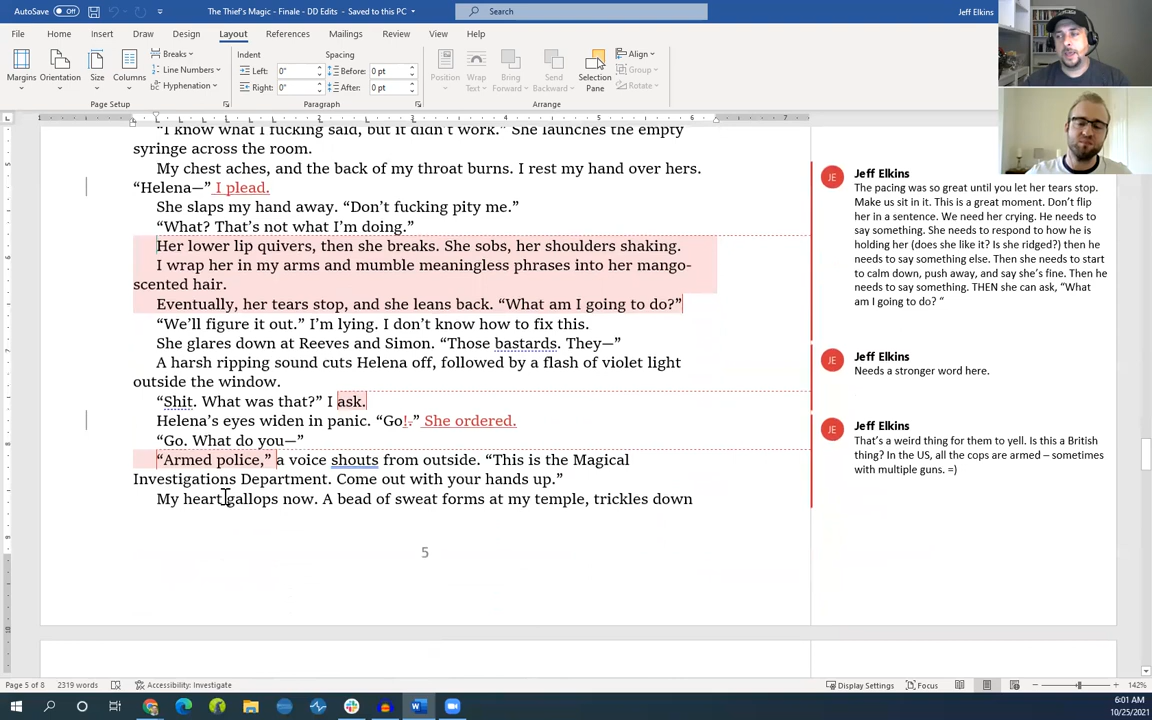 AutoSave Off The Thief's Magic - Finale - DD Edits - Saved to this PC Search Jeff Elkins
File Home Insert Draw Design Layout References Mailings Review View Help
Margins Orientation Size Columns Breaks Line Numbers Hyphenation
Page Setup
Indent Spacing
Left: 0" Before: 0 pt
Right: 0" After: 0 pt
Paragraph
Position Wrap Text Bring Forward Send Backward Selection Pane Align Group Rotate
Arrange
"I know what I fucking said, but it didn't work." She launches the empty
syringe across the room.
My chest aches, and the back of my throat burns. I rest my hand over hers.
"Helena—" I plead.
She slaps my hand away. "Don't fucking pity me."
"What? That's not what I'm doing."
Her lower lip quivers, then she breaks. She sobs, her shoulders shaking.
I wrap her in my arms and mumble meaningless phrases into her mango-
scented hair.
Eventually, her tears stop, and she leans back. "What am I going to do?"
"We'll figure it out." I'm lying. I don't know how to fix this.
She glares down at Reeves and Simon. "Those bastards. They—"
A harsh ripping sound cuts Helena off, followed by a flash of violet light
outside the window.
"Shit. What was that?" I ask.
Helena's eyes widen in panic. "Go!." She ordered.
"Go. What do you—"
"Armed police," a voice shouts from outside. "This is the Magical
Investigations Department. Come out with your hands up."
My heart gallops now. A bead of sweat forms at my temple, trickles down
5
JE Jeff Elkins
The pacing was so great until you let her tears stop.
Make us sit in it. This is a great moment. Don't flip
her in a sentence. We need her crying. He needs to
say something. She needs to respond to how he is
holding her (does she like it? Is she ridged?) then he
needs to say something else. Then she needs to start
to calm down, push away, and say she's fine. Then he
needs to say something. THEN she can ask, "What
am I going to do? "
JE Jeff Elkins
Needs a stronger word here.
JE Jeff Elkins
That's a weird thing for them to yell. Is this a British
thing? In the US, all the cops are armed – sometimes
with multiple guns. =)
Page 5 of 8 2319 words Accessibility: Investigate Display Settings Focus 142%
6:01 AM
10/25/2021